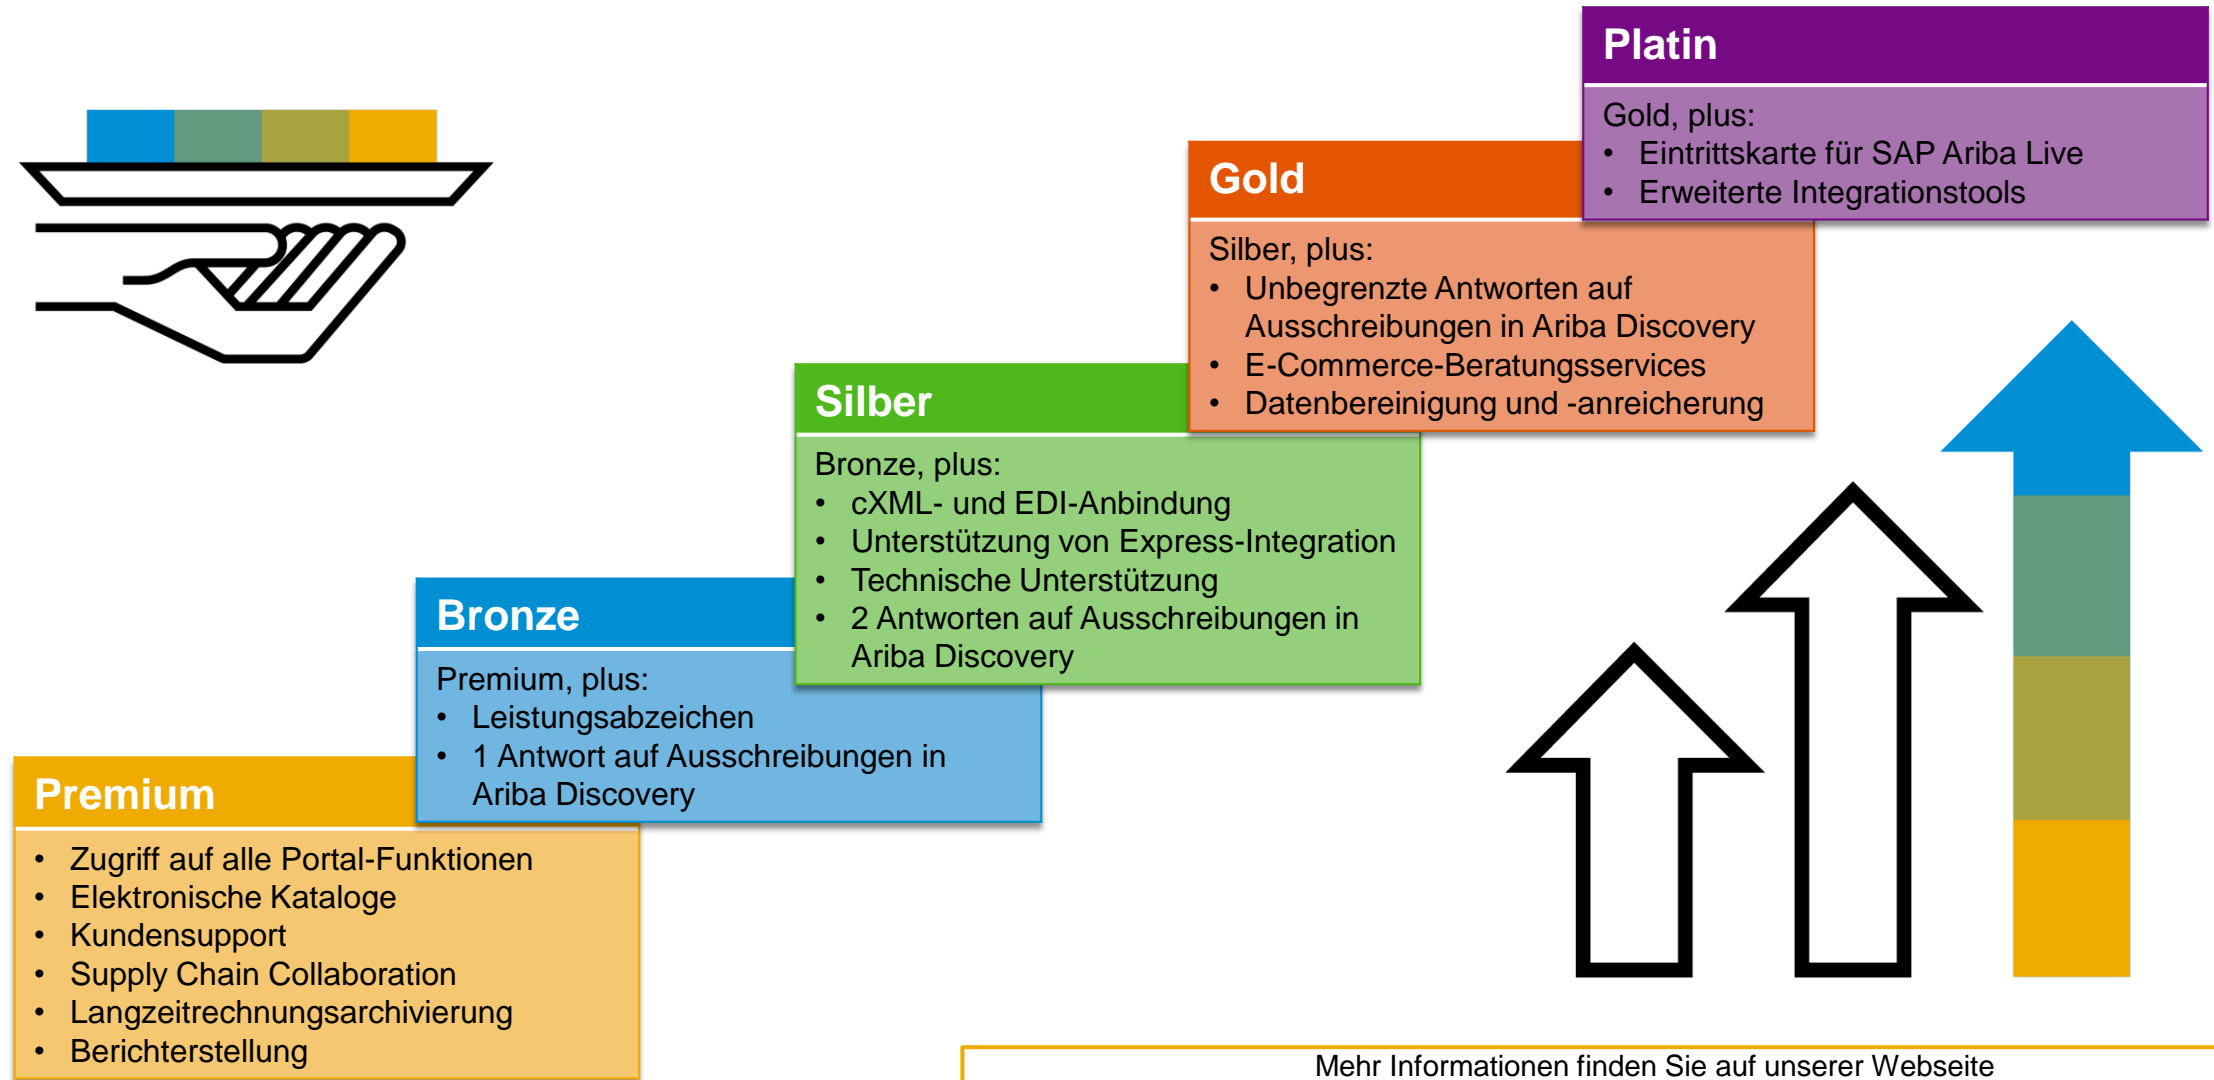 Platin
Gold, plus:
• Eintrittskarte für SAP Ariba Live
• Erweiterte Integrationstools
Gold
Silber, plus:
• Unbegrenzte Antworten auf
Ausschreibungen in Ariba Discovery
• E-Commerce-Beratungsservices
• Datenbereinigung und -anreicherung
Silber
Bronze, plus:
• cXML- und EDI-Anbindung
• Unterstützung von Express-Integration
• Technische Unterstützung
• 2 Antworten auf Ausschreibungen in
Ariba Discovery
Bronze
Premium, plus:
• Leistungsabzeichen
• 1 Antwort auf Ausschreibungen in
Ariba Discovery
Premium
• Zugriff auf alle Portal-Funktionen
• Elektronische Kataloge
• Kundensupport
• Supply Chain Collaboration
• Langzeitrechnungsarchivierung
• Berichterstellung
Mehr Informationen finden Sie auf unserer Webseite